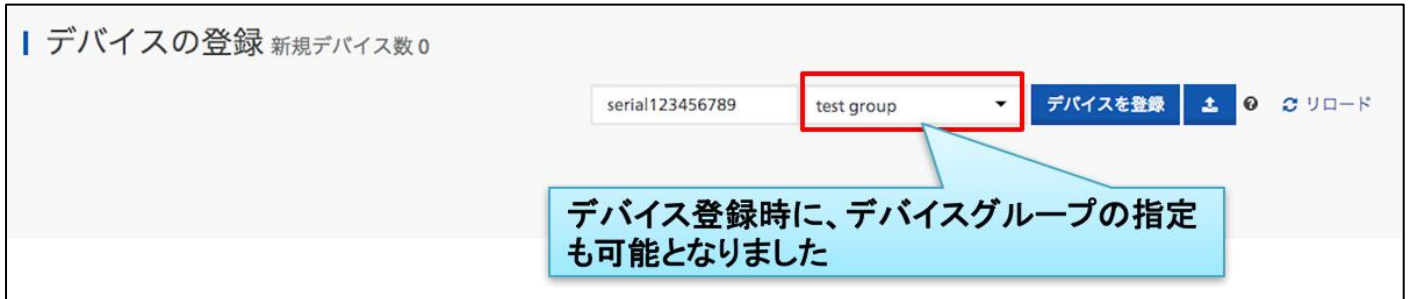 デバイスの登録 新規デバイス数 0
serial123456789 test group デバイスを登録 リロード
デバイス登録時に、デバイスグループの指定
も可能となりました